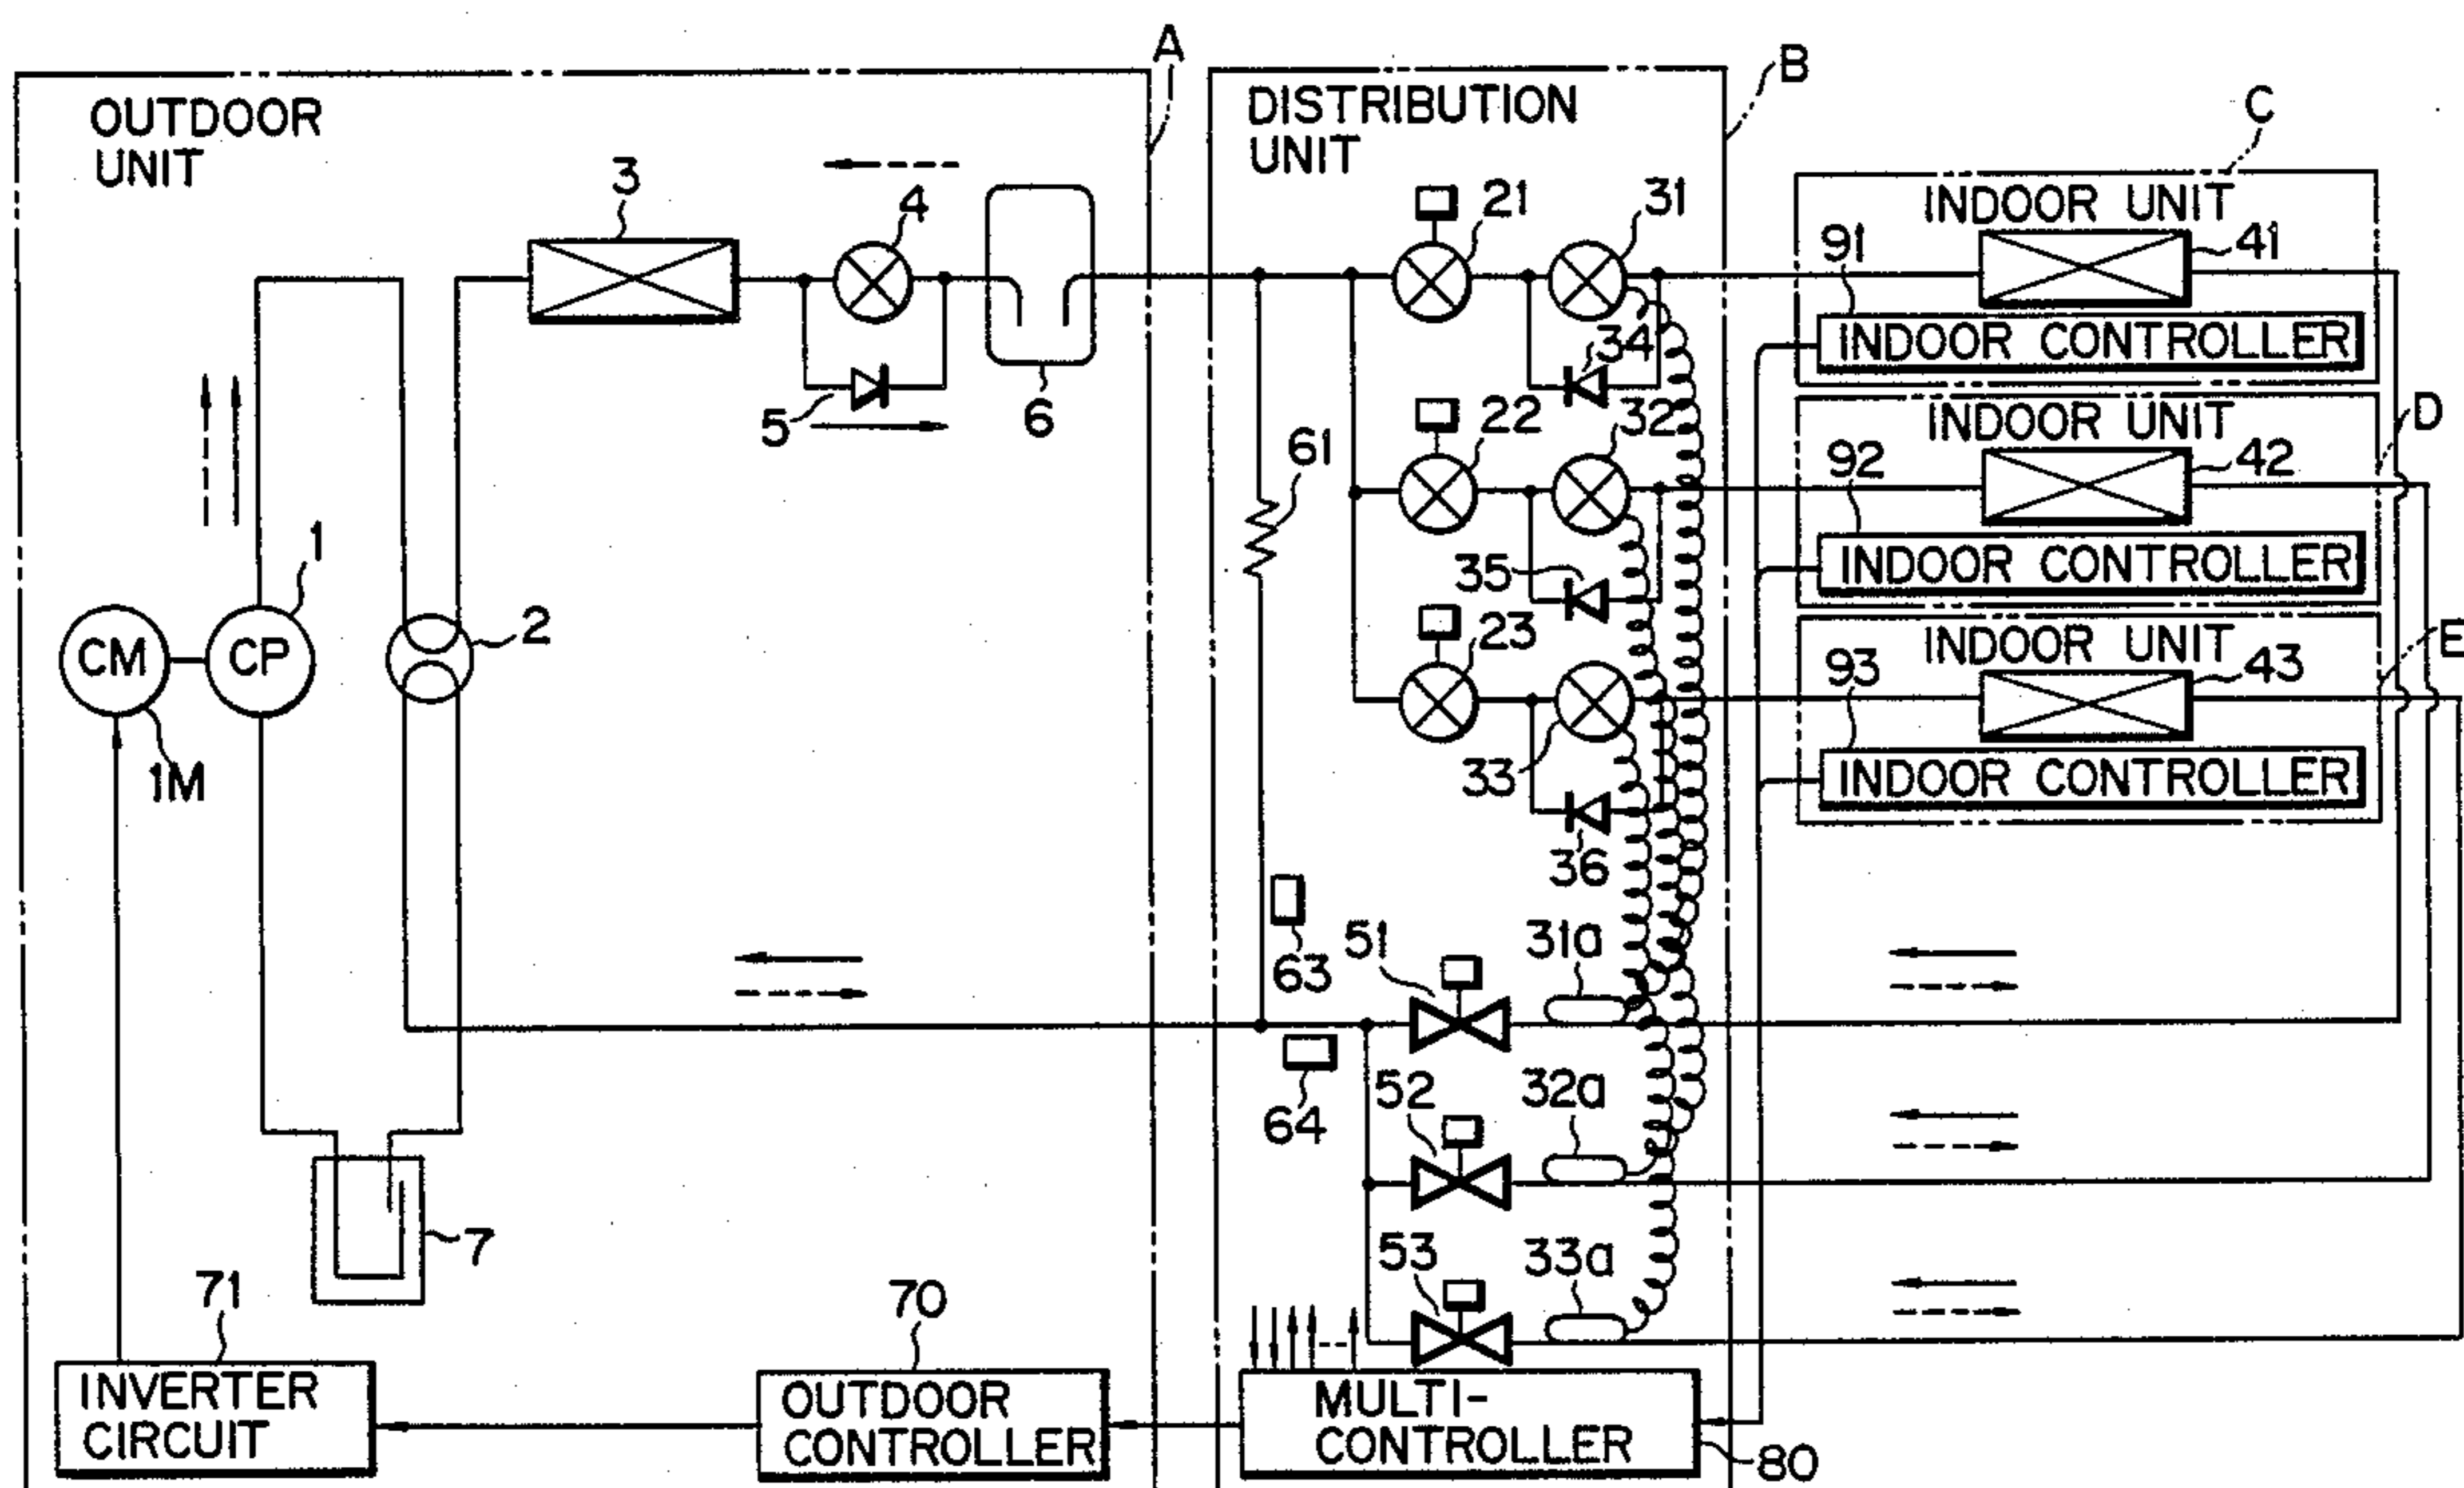 A
B
C
OUTDOOR
UNIT
DISTRIBUTION
UNIT
3
4
21
31
INDOOR UNIT
91
41
INDOOR CONTROLLER
34
5
6
22
32
INDOOR UNIT
D
61
92
42
INDOOR CONTROLLER
35
1
2
23
INDOOR UNIT
E
CM
CP
93
43
1M
33
INDOOR CONTROLLER
36
63
51
31a
64
52
32a
7
53
33a
71
70
INVERTER
CIRCUIT
OUTDOOR
CONTROLLER
MULTI-
CONTROLLER
80